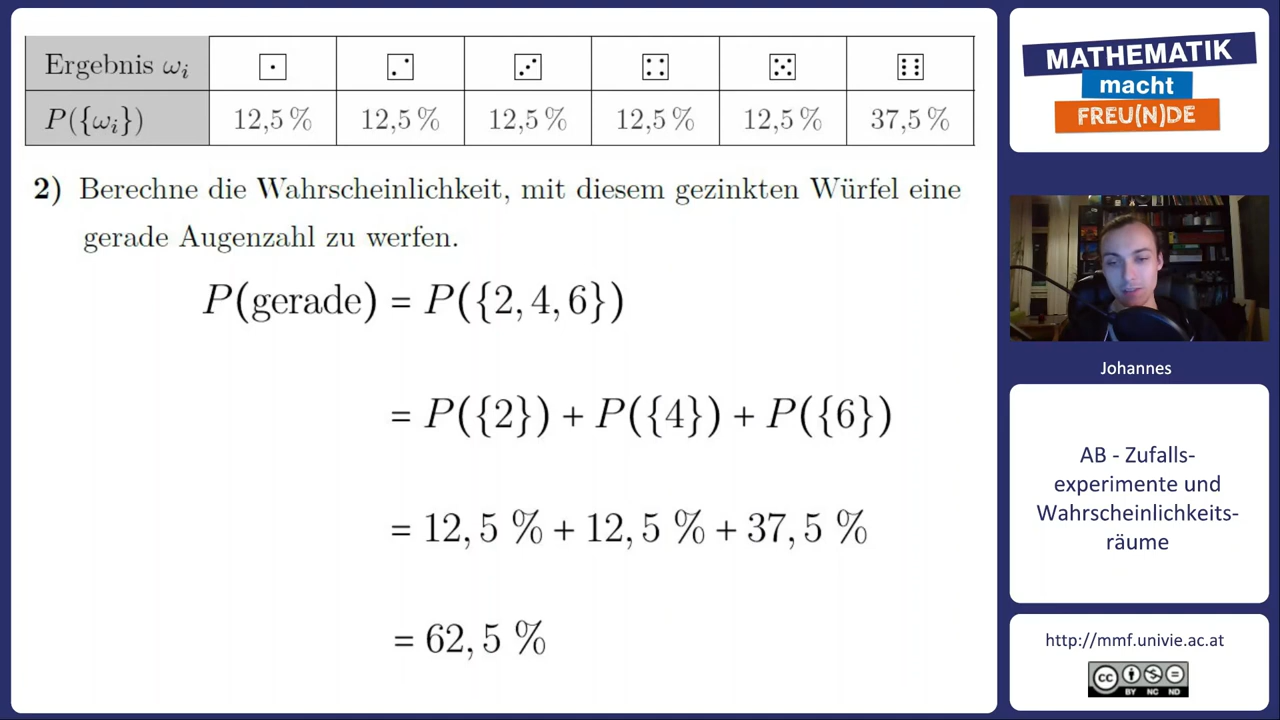 Ergebnis ωᵢ
P({ωᵢ}) 12,5 % 12,5 % 12,5 % 12,5 % 12,5 % 37,5 %
2) Berechne die Wahrscheinlichkeit, mit diesem gezinkten Würfel eine
gerade Augenzahl zu werfen.
P(gerade) = P({2, 4, 6})
= P({2}) + P({4}) + P({6})
= 12, 5 % + 12, 5 % + 37, 5 %
= 62, 5 %
MATHEMATIK
macht
FREU(N)DE
Johannes
AB - Zufalls-
experimente und
Wahrscheinlichkeits-
räume
http://mmf.univie.ac.at
cc
BY NC ND